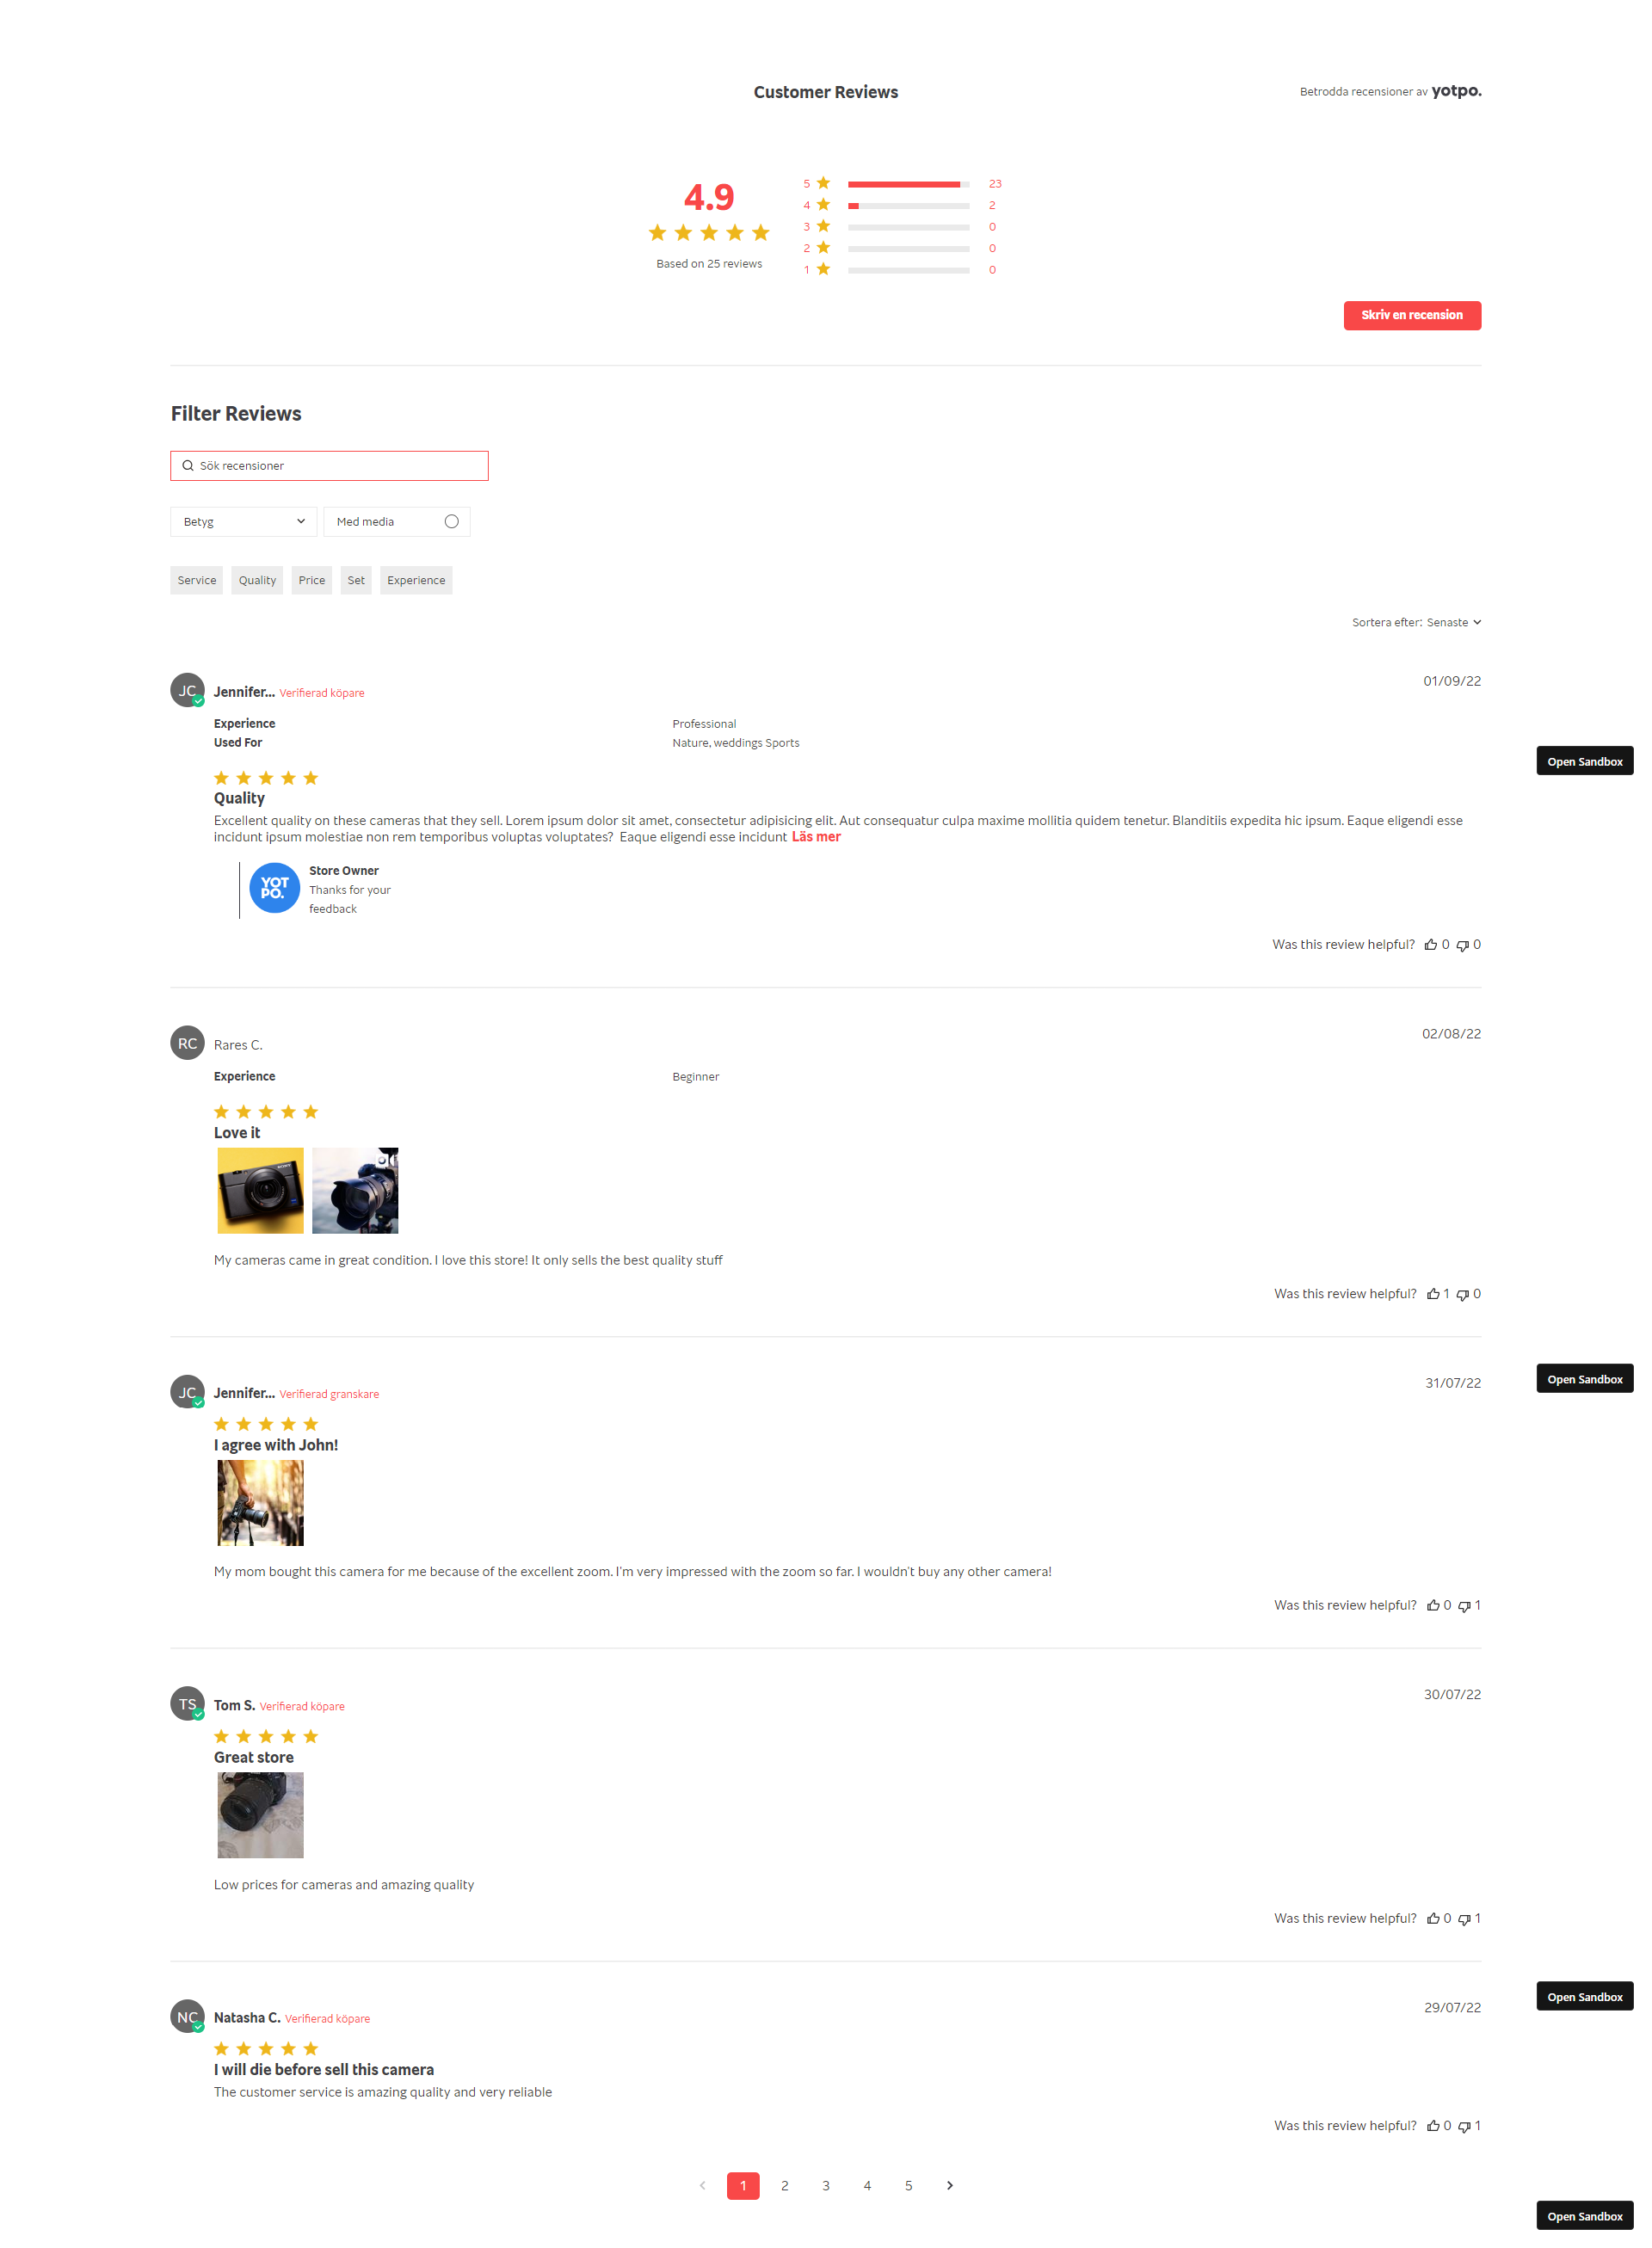 Customer Reviews
Betrodda recensioner av yotpo.
4.9
Based on 25 reviews
5 23
4 2
3 0
2 0
1 0
Skriv en recension
Filter Reviews
Sök recensioner
Betyg
Med media
Service Quality Price Set Experience
Sortera efter: Senaste
JC Jennifer... Verifierad köpare 01/09/22
Experience Professional
Used For Nature, weddings Sports
Open Sandbox
Quality
Excellent quality on these cameras that they sell. Lorem ipsum dolor sit amet, consectetur adipisicing elit. Aut consequatur culpa maxime mollitia quidem tenetur. Blanditiis expedita hic ipsum. Eaque eligendi esse
incidunt ipsum molestiae non rem temporibus voluptas voluptates? Eaque eligendi esse incidunt Läs mer
YOT
PO.
Store Owner
Thanks for your
feedback
Was this review helpful? 0 0
RC Rares C. 02/08/22
Experience Beginner
Love it
SONY
My cameras came in great condition. I love this store! It only sells the best quality stuff
Was this review helpful? 1 0
JC Jennifer... Verifierad granskare 31/07/22
Open Sandbox
I agree with John!
My mom bought this camera for me because of the excellent zoom. I'm very impressed with the zoom so far. I wouldn't buy any other camera!
Was this review helpful? 0 1
TS Tom S. Verifierad köpare 30/07/22
Great store
Low prices for cameras and amazing quality
Was this review helpful? 0 1
Open Sandbox
NC Natasha C. Verifierad köpare 29/07/22
I will die before sell this camera
The customer service is amazing quality and very reliable
Was this review helpful? 0 1
1 2 3 4 5
Open Sandbox